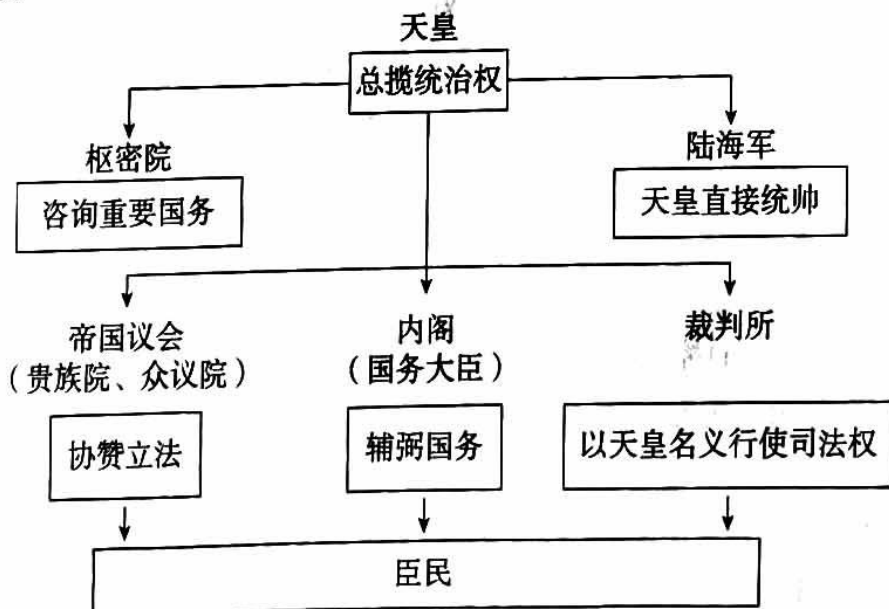 天皇
总揽统治权
枢密院
咨询重要国务
陆海军
天皇直接统帅
帝国议会
（贵族院、众议院）
协赞立法
内阁
（国务大臣）
辅弼国务
裁判所
以天皇名义行使司法权
臣民